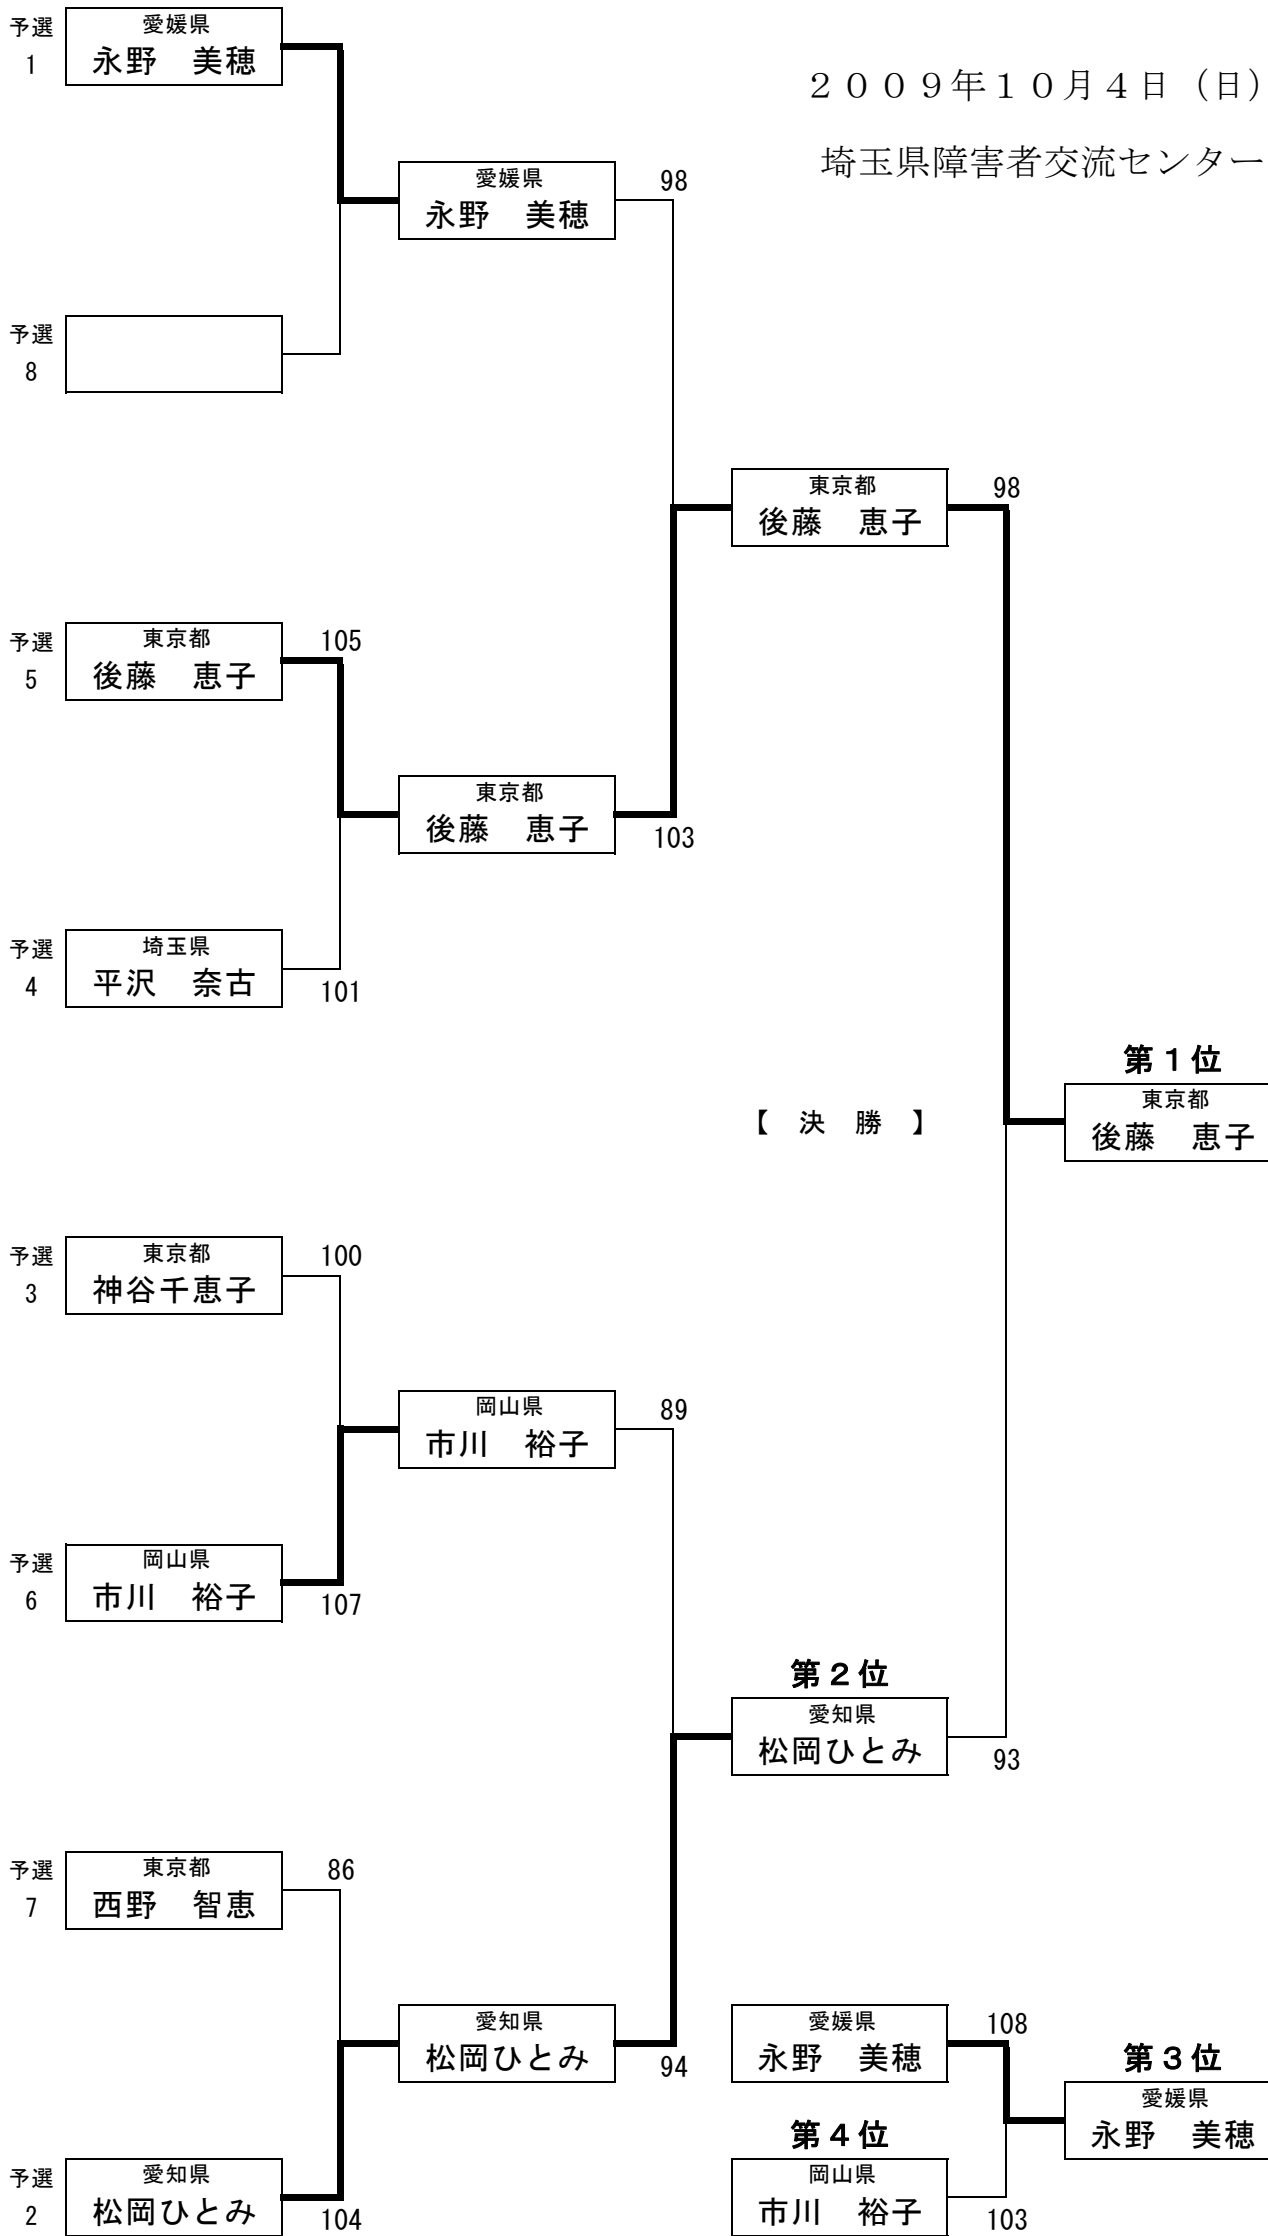 ２００９年１０月４日（日）
埼玉県障害者交流センター
予選
1
愛媛県
永野　美穂
愛媛県
永野　美穂
98
予選
8
東京都
後藤　恵子
98
予選
5
東京都
後藤　恵子
105
東京都
後藤　恵子
103
予選
4
埼玉県
平沢　奈古
101
【　決　勝　】
第１位
東京都
後藤　恵子
予選
3
東京都
神谷千恵子
100
岡山県
市川　裕子
89
予選
6
岡山県
市川　裕子
107
第２位
愛知県
松岡ひとみ
93
予選
7
東京都
西野　智恵
86
愛知県
松岡ひとみ
94
予選
2
愛知県
松岡ひとみ
104
愛媛県
永野　美穂
108
第３位
愛媛県
永野　美穂
第４位
岡山県
市川　裕子
103